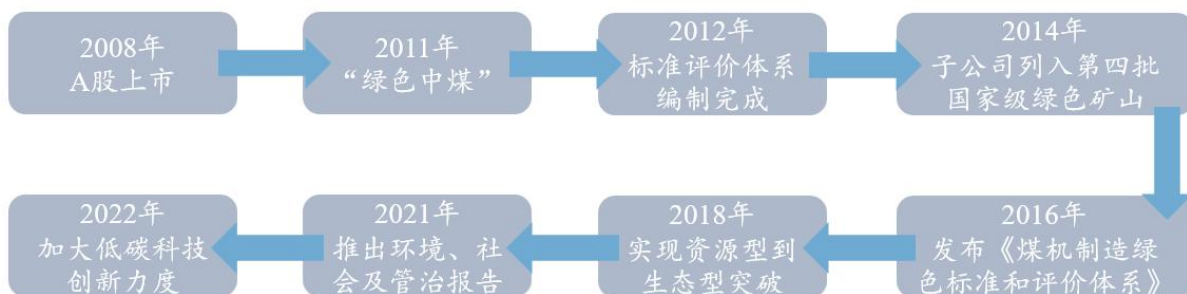 2008年
A股上市
2011年
“绿色中煤”
2012年
标准评价体系
编制完成
2014年
子公司列入第四批
国家级绿色矿山
2016年
发布《煤机制造绿
色标准和评价体系》
2018年
实现资源型到
生态型突破
2021年
推出环境、社
会及管治报告
2022年
加大低碳科技
创新力度